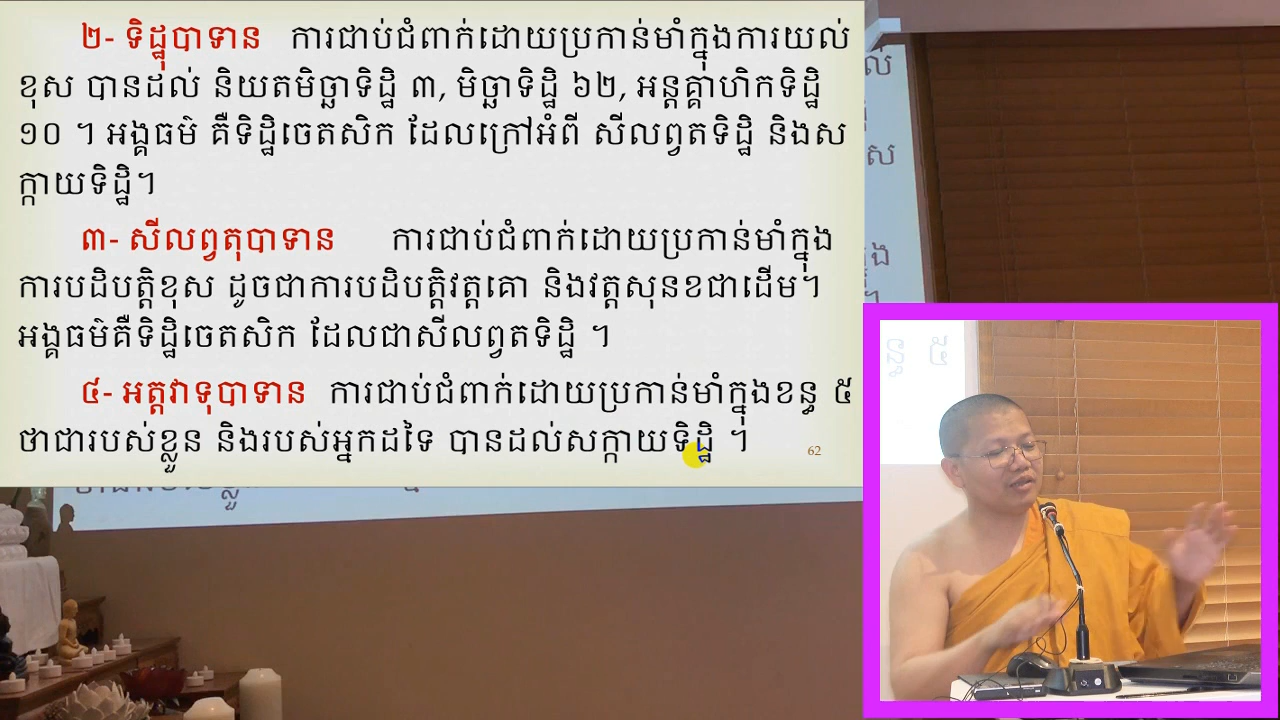 ២- ទិដ្ឋុបាទាន ការជាប់ជំពាក់ដោយប្រកាន់មាំក្នុងការយល់
ខុស បានដល់ និយតមិច្ឆាទិដ្ឋិ ៣, មិច្ឆាទិដ្ឋិ ៦២, អន្តគ្គាហិកទិដ្ឋិ
១០ ។ អង្គធម៌ គឺទិដ្ឋិចេតសិក ដែលក្រៅអំពី សីលព្វតទិដ្ឋិ និងស
ក្កាយទិដ្ឋិ។
៣- សីលព្វតុបាទាន ការជាប់ជំពាក់ដោយប្រកាន់មាំក្នុង
ការបដិបត្តិខុស ដូចជាការបដិបត្តិវត្តគោ និងវត្តសុនខជាដើម។
អង្គធម៌គឺទិដ្ឋិចេតសិក ដែលជាសីលព្វតទិដ្ឋិ ។
៤- អត្តវាទុបាទាន ការជាប់ជំពាក់ដោយប្រកាន់មាំក្នុងខន្ធ ៥
ថាជារបស់ខ្លួន និងរបស់អ្នកដទៃ បានដល់សក្កាយទិដ្ឋិ ។
62